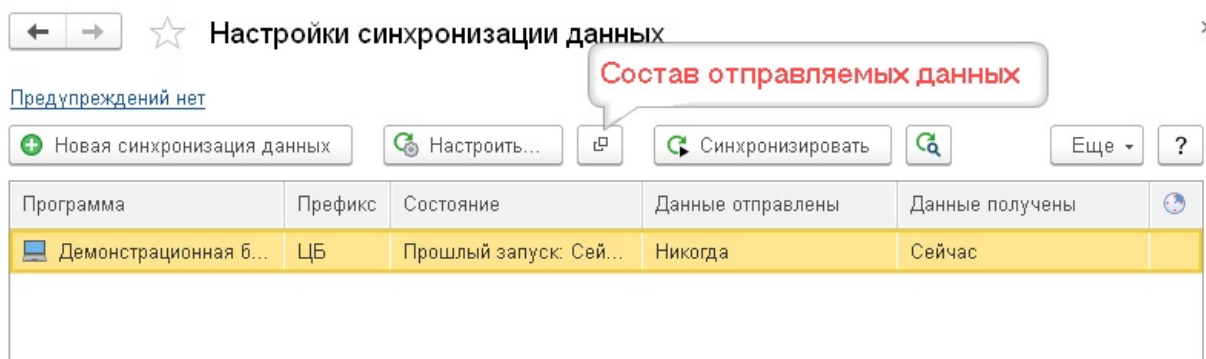 Настройки синхронизации данных
Состав отправляемых данных
Предупреждений нет
Новая синхронизация данных Настроить... Синхронизировать Еще ?
Программа Префикс Состояние Данные отправлены Данные получены
Демонстрационная б... ЦБ Прошлый запуск: Сей... Никогда Сейчас